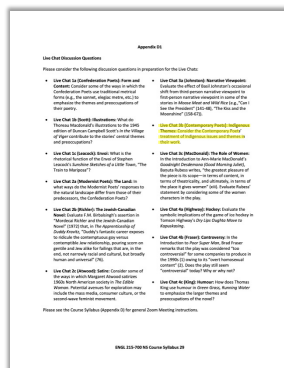 Appendix D1
Live Chat Discussion Questions
Please consider the following discussion questions in preparation for the Live Chats:
• Live Chat 1a (Confederation Poets): Form and
Content: Consider some of the ways in which the
Confederation Poets use traditional metrical
forms (e.g., the sonnet, elegiac metre, etc.) to
emphasize the themes and preoccupations of
their poetry.
• Live Chat 1b (Scott): Illustrations: What do
Thoreau Macdonald's illustrations to the 1945
edition of Duncan Campbell Scott's In the Village
of Viger contribute to the stories' central themes
and preoccupations?
• Live Chat 1c (Leacock): Envoi: What is the
rhetorical function of the Envoi of Stephen
Leacock's Sunshine Sketches of a Little Town, "The
Train to Mariposa"?
• Live Chat 2a (Modernist Poets): The Land: In
what ways do the Modernist Poets' responses to
the natural landscape differ from those of their
predecessors, the Confederation Poets?
• Live Chat 2b (Richler): The Jewish-Canadian
Novel: Evaluate F.M. Birbalsingh's assertion in
"Mordecai Richler and the Jewish-Canadian
Novel" (1972) that, in The Apprenticeship of
Duddy Kravitz, "Duddy's fantastic career exposes
to ridicule the contemptuous gay versus
contemptible Jew relationship, pouring scorn on
gentile and Jew alike for failings that are, in the
end, not narrowly racial and cultural, but broadly
human and universal" (76).
• Live Chat 2c (Atwood): Satire: Consider some of
the ways in which Margaret Atwood satirizes
1960s North American society in The Edible
Woman. Potential avenues for exploration
include the mass media, consumer culture, or the
second-wave feminist movement.
• Live Chat 3a (Johnson): Narrative Viewpoint:
Evaluate the effect of Basil Johnston's occasional
shift from third-person narrative viewpoint to
first-person narrative viewpoint in some of the
stories in Moose Meat and Wild Rice (e.g., "Can I
See the President" [141-48], "The Kiss and the
Moonshine" [158-67]).
• Live Chat 3b (Contemporary Poets): Indigenous
Themes: Consider the Contemporary Poets'
treatment of Indigenous issues and themes in
their work.
• Live Chat 3c (MacDonald): The Role of Women:
In the introduction to Ann-Marie MacDonald's
Goodnight Desdemona (Good Morning Juliet),
Banuta Rubess writes, "the greatest pleasure of
the piece is its scope—in terms of content, in
terms of theatricality, and ultimately, in terms of
the place it gives women" (xiii). Evaluate Rubess'
statement by considering some of the women
characters in the play.
• Live Chat 4a (Highway): Hockey: Evaluate the
symbolic implications of the game of ice hockey in
Tomson Highway's Dry Lips Oughta Move to
Kapuskasing.
• Live Chat 4b (Fraser): Controversy: In the
introduction to Poor Super Man, Brad Fraser
remarks that the play was considered "too
controversial" for some companies to produce in
the 1990s (1) owing to its "overt homosexual
content" (2). Does the play still seem
"controversial" today? Why or why not?
• Live Chat 4c (King): Humour: How does Thomas
King use humour in Green Grass, Running Water
to emphasize the larger themes and
preoccupations of the novel?
Please see the Course Syllabus (Appendix D) for general Zoom Meeting instructions.
ENGL 215-700 NG Course Syllabus 29